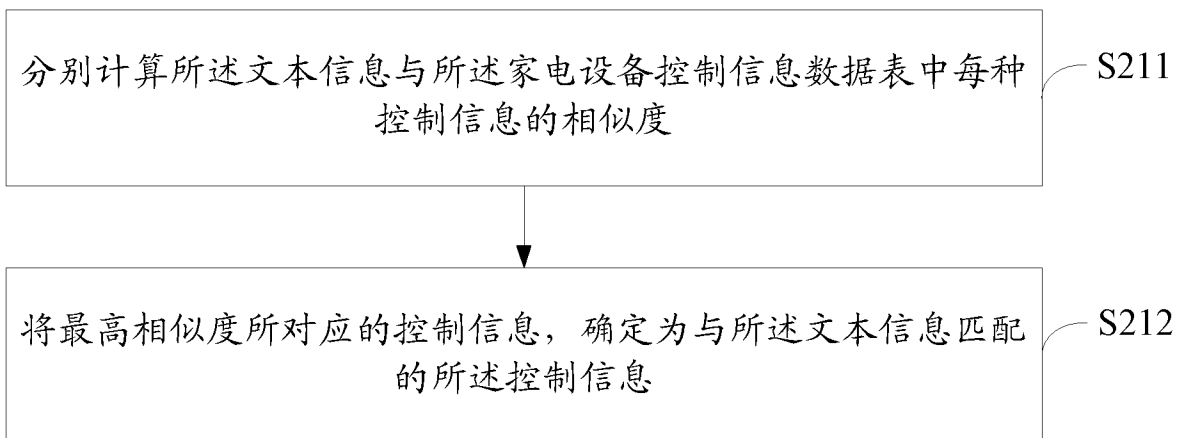 分别计算所述文本信息与所述家电设备控制信息数据表中每种
控制信息的相似度
S211
将最高相似度所对应的控制信息，确定为与所述文本信息匹配
的所述控制信息
S212